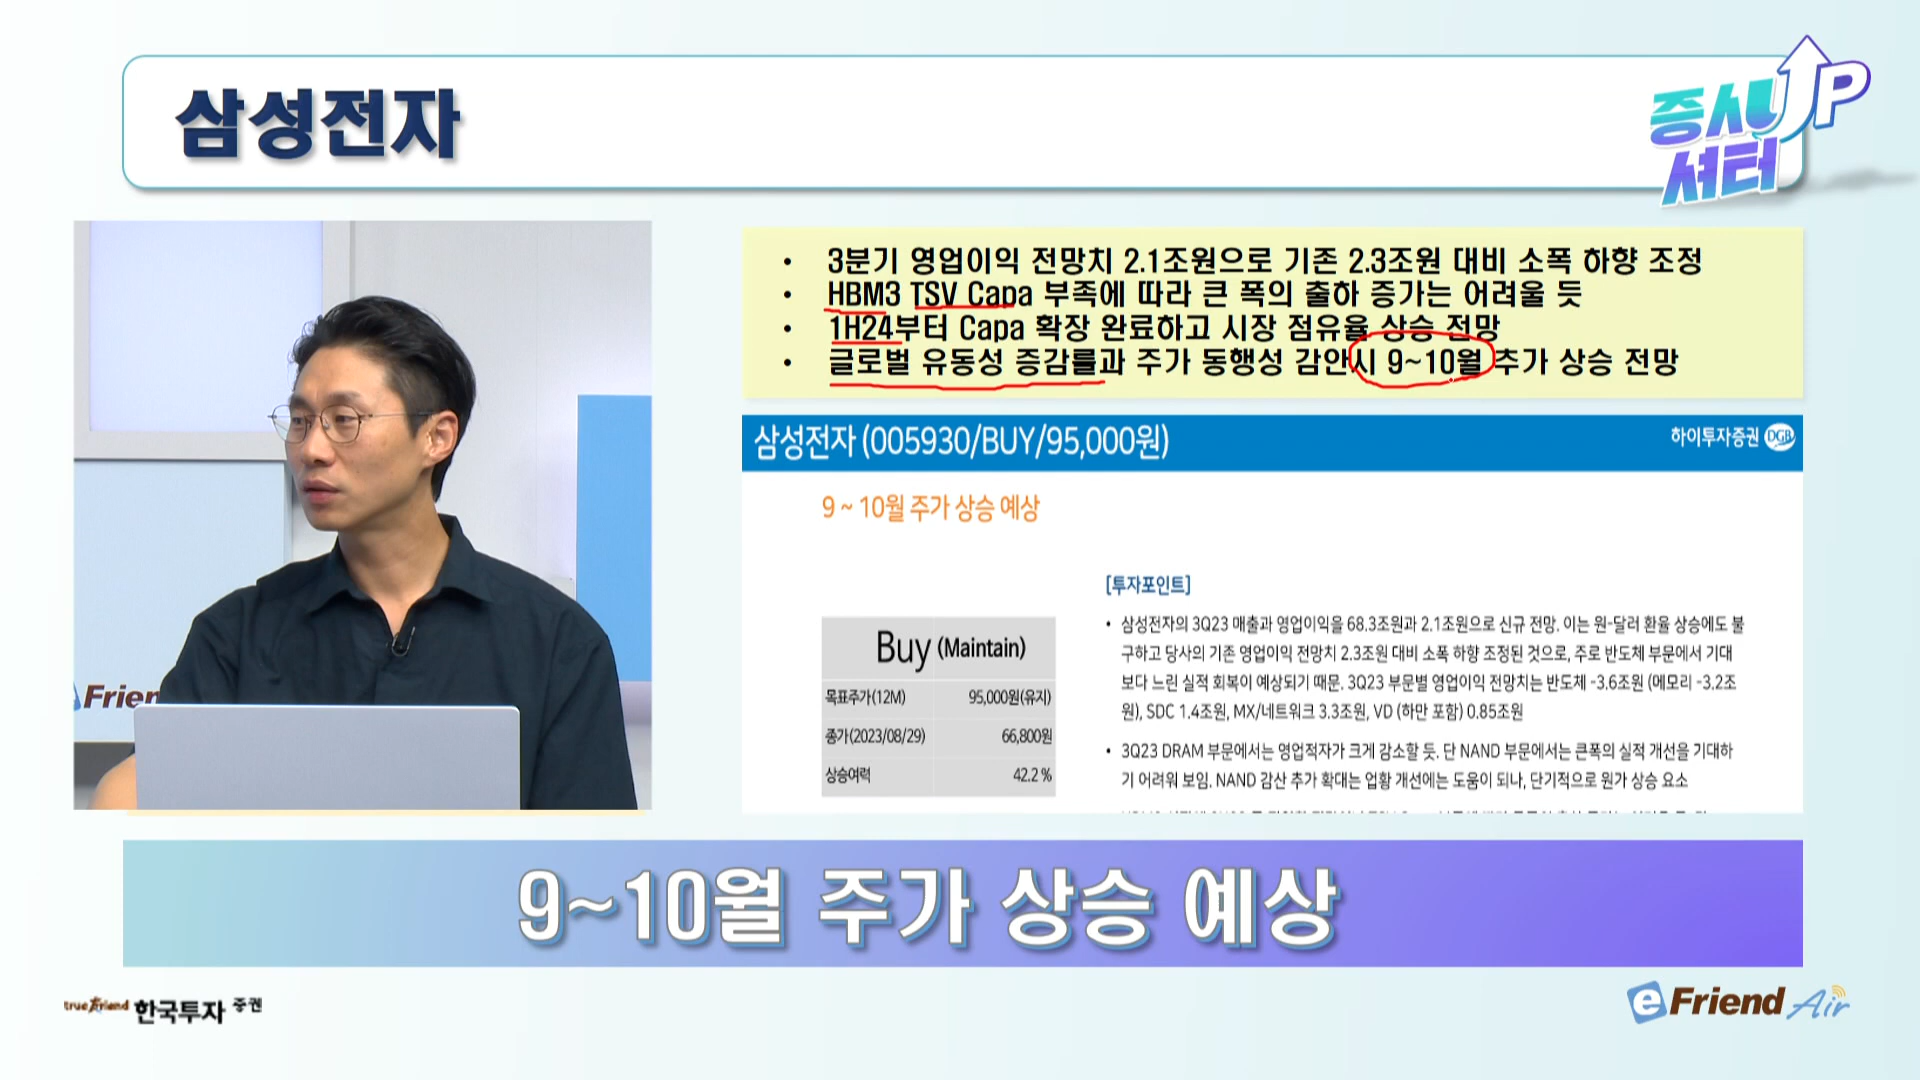 삼성전자
증시UP
셔터
• 3분기 영업이익 전망치 2.1조원으로 기존 2.3조원 대비 소폭 하향 조정
• HBM3 TSV Capa 부족에 따라 큰 폭의 출하 증가는 어려울 듯
• 1H24부터 Capa 확장 완료하고 시장 점유율 상승 전망
• 글로벌 유동성 증감률과 주가 동행성 감안시 9~10월 추가 상승 전망
삼성전자 (005930/BUY/95,000원)
하이투자증권 DGB
9 ~ 10월 주가 상승 예상
Buy (Maintain)
목표주가(12M) 95,000원(유지)
종가(2023/08/29) 66,800원
상승여력 42.2 %
[투자포인트]
• 삼성전자의 3Q23 매출과 영업이익을 68.3조원과 2.1조원으로 신규 전망. 이는 원-달러 환율 상승에도 불
구하고 당사의 기존 영업이익 전망치 2.3조원 대비 소폭 하향 조정된 것으로, 주로 반도체 부문에서 기대
보다 느린 실적 회복이 예상되기 때문. 3Q23 부문별 영업이익 전망치는 반도체 -3.6조원 (메모리 -3.2조
원), SDC 1.4조원, MX/네트워크 3.3조원, VD (하만 포함) 0.85조원
• 3Q23 DRAM 부문에서는 영업적자가 크게 감소할 듯. 단 NAND 부문에서는 큰폭의 실적 개선을 기대하
기 어려워 보임. NAND 감산 추가 확대는 업황 개선에는 도움이 되나, 단기적으로 원가 상승 요소
Frien
9~10월 주가 상승 예상
true Friend 한국투자 증권
e Friend Air